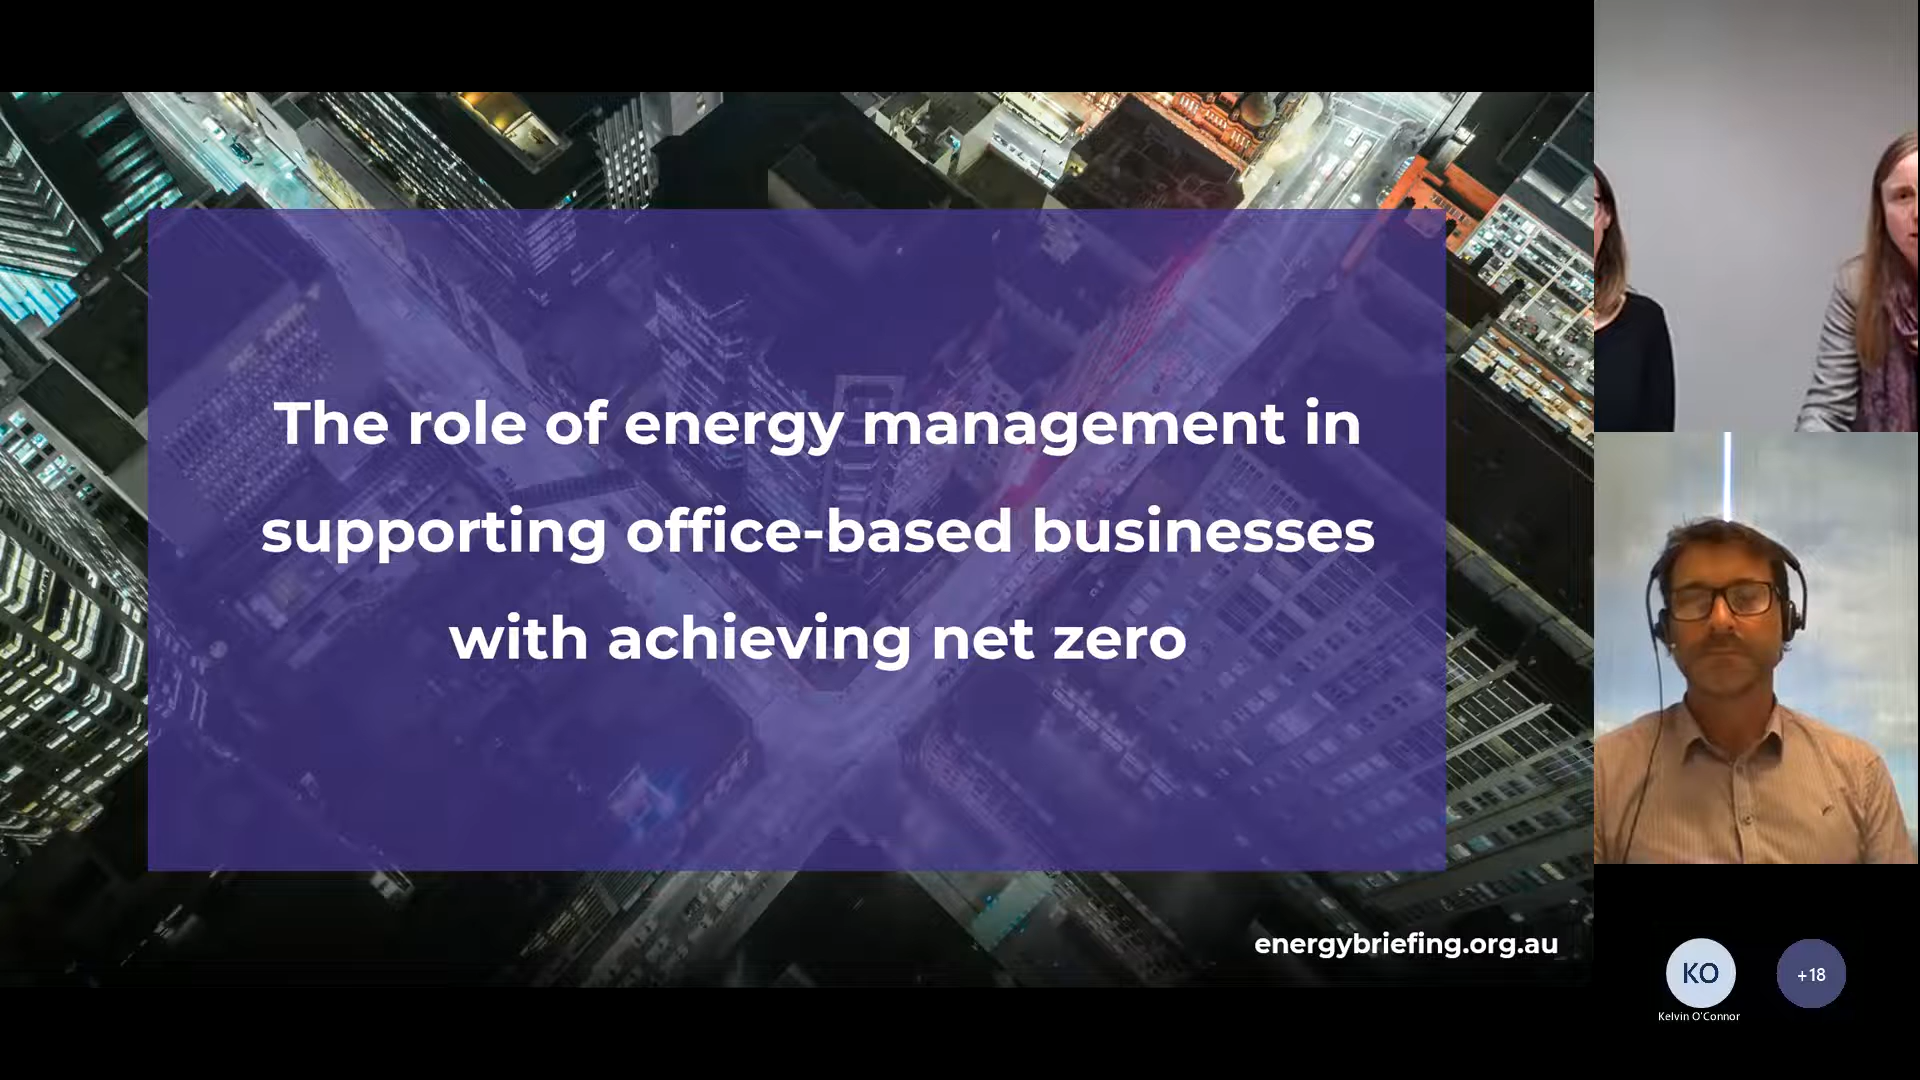 The role of energy management in
supporting office-based businesses
with achieving net zero
energybriefing.org.au
KO
+18
Kelvin O'Connor